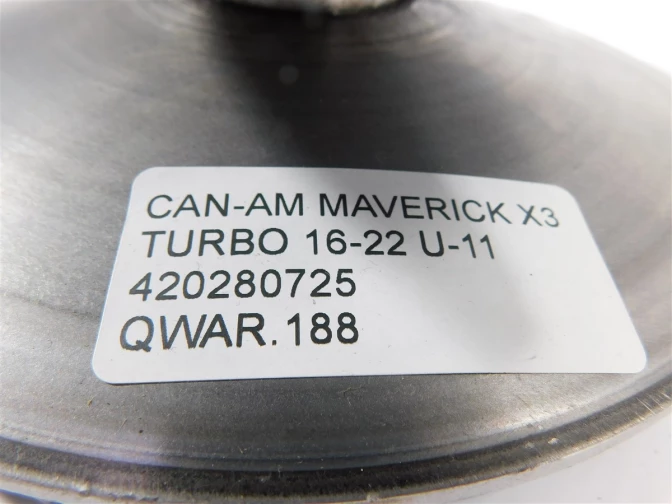 CAN-AM MAVERICK X3
TURBO 16-22 U-11
420280725
QWAR.188